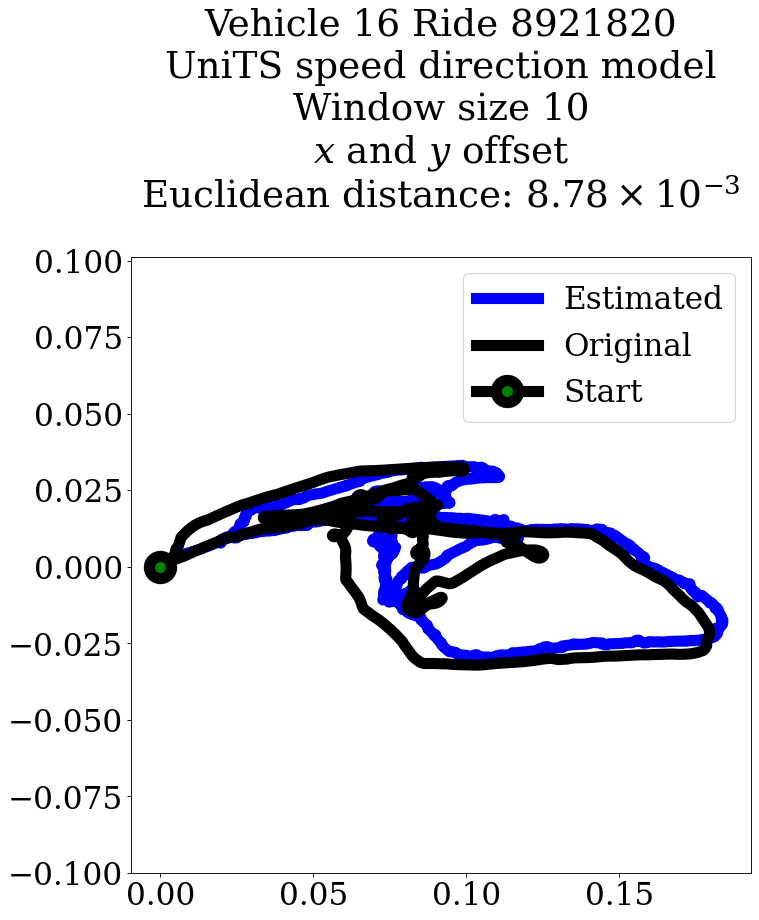 Vehicle 16 Ride 8921820
UniTS speed direction model
Window size 10
x and y offset
Euclidean distance: 8.78 × 10⁻³
0.100
0.075
0.050
0.025
0.000
−0.025
−0.050
−0.075
−0.100
Estimated
Original
Start
0.00 0.05 0.10 0.15